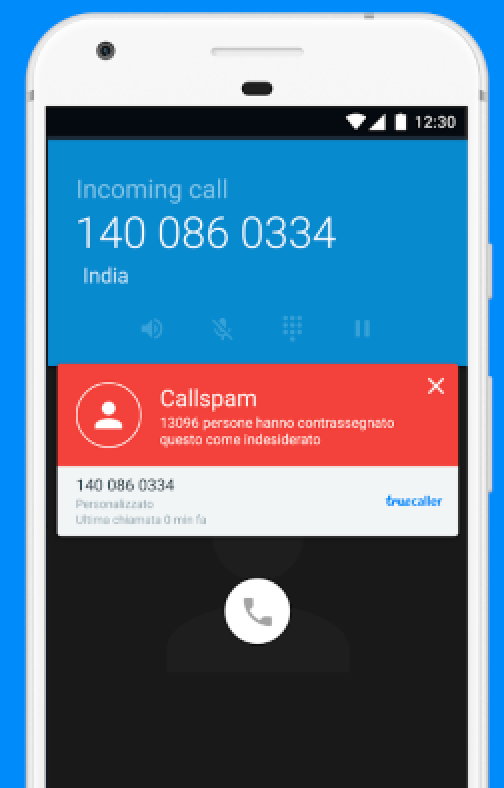 12:30
Incoming call
140 086 0334
India
Callspam
13096 persone hanno contrassegnato
questo come indesiderato
140 086 0334
Personalizzato
Ultima chiamata 0 min fa
truecaller